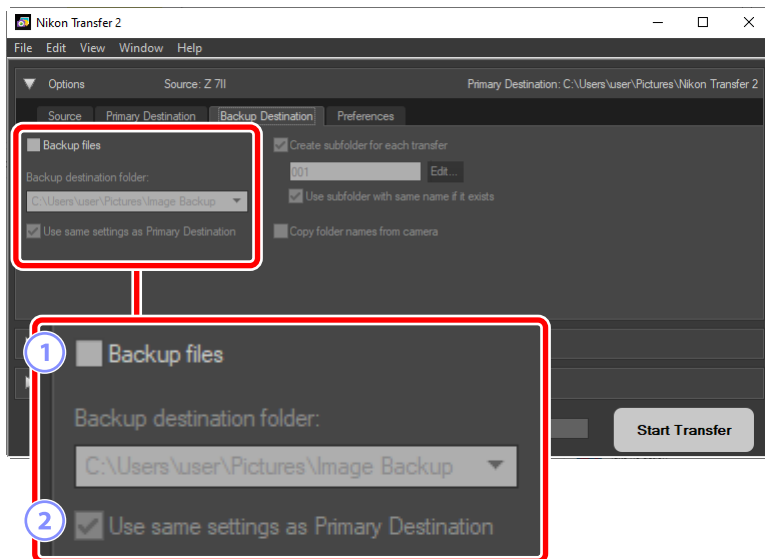 Nikon Transfer 2
File Edit View Window Help
Options Source: Z 7II Primary Destination: C:\Users\user\Pictures\Nikon Transfer 2
Source Primary Destination Backup Destination Preferences
Backup files
Create subfolder for each transfer
Backup destination folder:
001 Edit...
C:\Users\user\Pictures\Image Backup
Use subfolder with same name if it exists
Use same settings as Primary Destination
Copy folder names from camera
1 Backup files
Backup destination folder:
C:\Users\user\Pictures\Image Backup
2 Use same settings as Primary Destination
Start Transfer